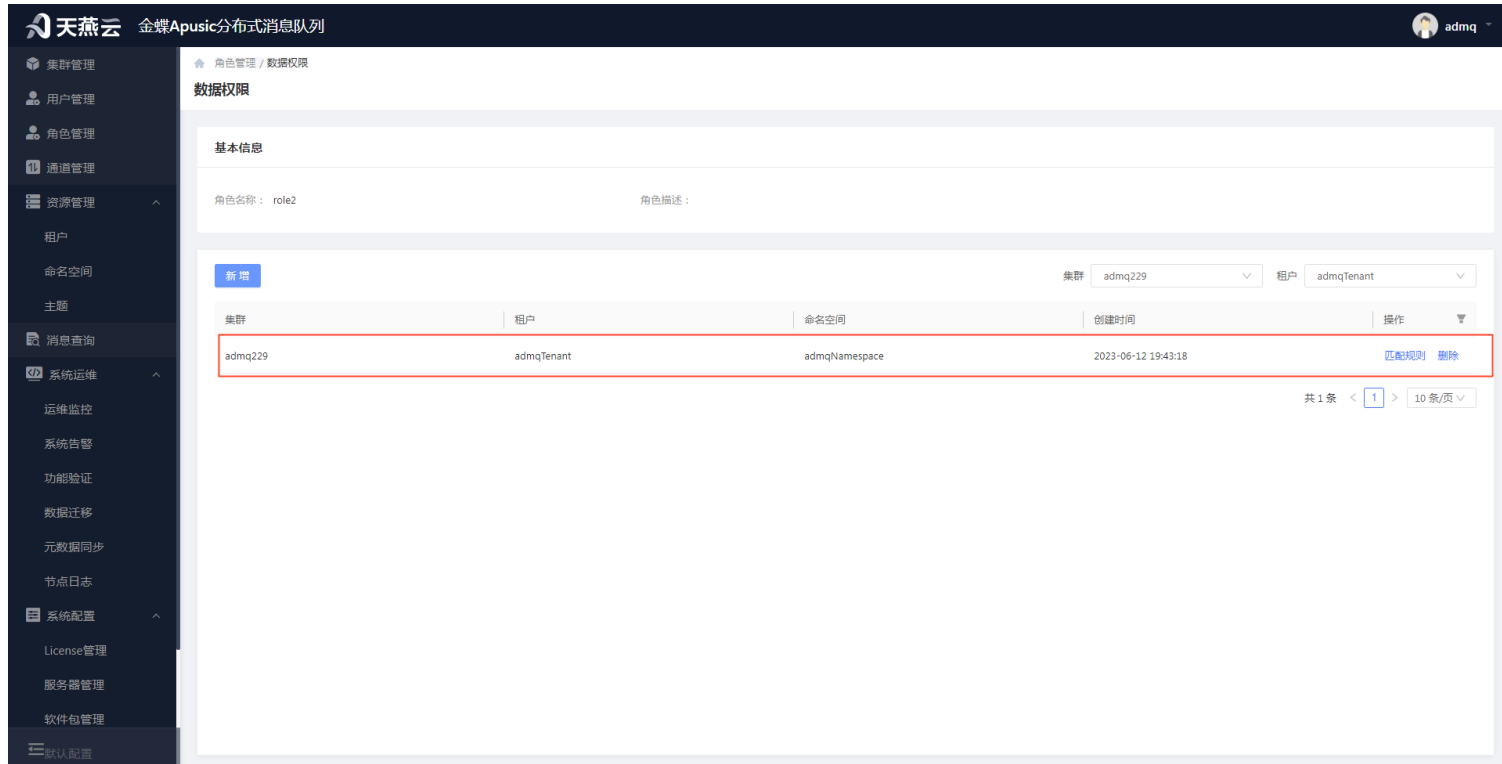 天燕云 金蝶Apusic分布式消息队列
admq
集群管理
用户管理
角色管理
通道管理
资源管理
租户
命名空间
主题
消息查询
系统运维
运维监控
系统告警
功能验证
数据迁移
元数据同步
节点日志
系统配置
License管理
服务器管理
软件包管理
默认配置
角色管理 / 数据权限
数据权限
基本信息
角色名称： role2 角色描述：
新增 集群 admq229 租户 admqTenant
集群 租户 命名空间 创建时间 操作
admq229 admqTenant admqNamespace 2023-06-12 19:43:18 匹配规则 删除
共 1 条 < 1 > 10 条/页